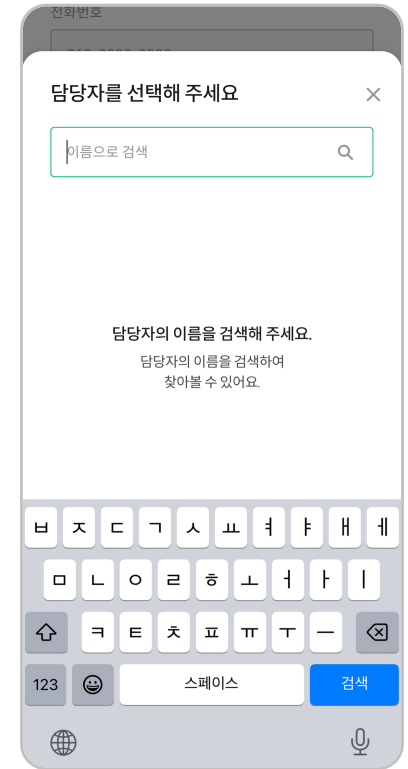 전화번호
담당자를 선택해 주세요
이름으로 검색
담당자의 이름을 검색해 주세요.
담당자의 이름을 검색하여
찾아볼 수 있어요.
ㅂ ㅈ ㄷ ㄱ ㅅ ㅛ ㅕ ㅑ ㅐ ㅔ
ㅁ ㄴ ㅇ ㄹ ㅎ ㅗ ㅓ ㅏ ㅣ
ㅋ ㅌ ㅊ ㅍ ㅠ ㅜ ㅡ
123 스페이스 검색